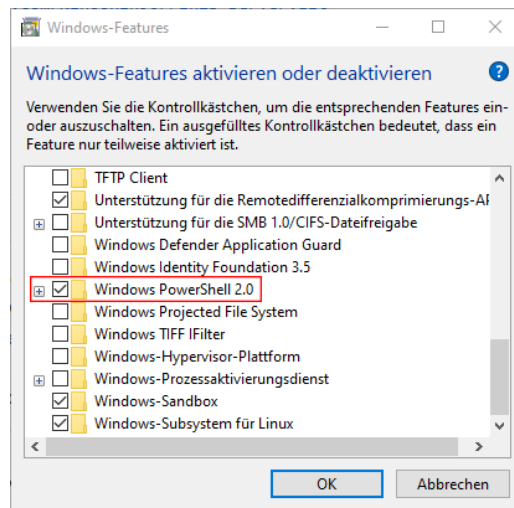 Windows-Features
Windows-Features aktivieren oder deaktivieren
?
Verwenden Sie die Kontrollkästchen, um die entsprechenden Features ein-
oder auszuschalten. Ein ausgefülltes Kontrollkästchen bedeutet, dass ein
Feature nur teilweise aktiviert ist.
TFTP Client
Unterstützung für die Remotedifferenzialkomprimierungs-AP
Unterstützung für die SMB 1.0/CIFS-Dateifreigabe
Windows Defender Application Guard
Windows Identity Foundation 3.5
Windows PowerShell 2.0
Windows Projected File System
Windows TIFF IFilter
Windows-Hypervisor-Plattform
Windows-Prozessaktivierungsdienst
Windows-Sandbox
Windows-Subsystem für Linux
OK
Abbrechen